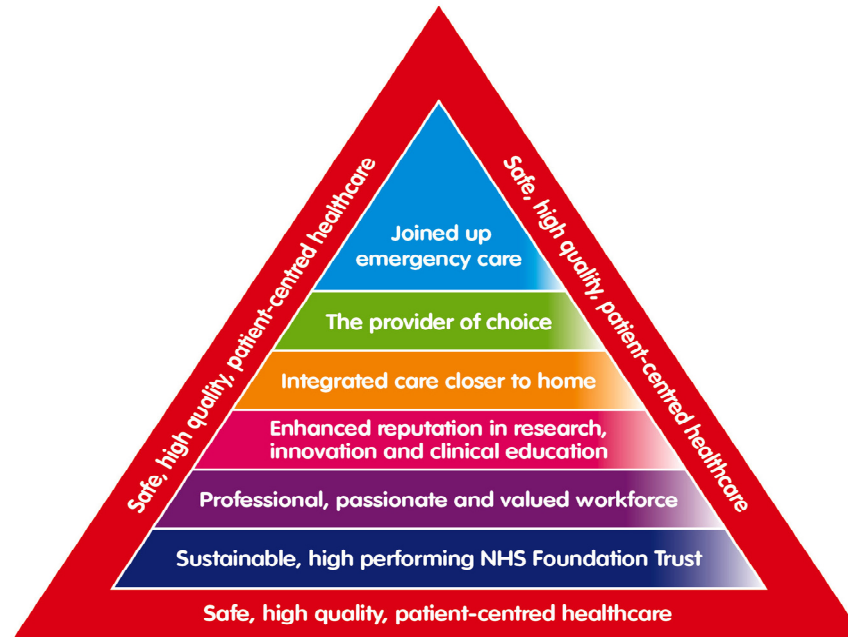 Safe, high quality, patient-centred healthcare
Safe, high quality, patient-centred healthcare
Joined up
emergency care
The provider of choice
Integrated care closer to home
Enhanced reputation in research,
innovation and clinical education
Professional, passionate and valued workforce
Sustainable, high performing NHS Foundation Trust
Safe, high quality, patient-centred healthcare